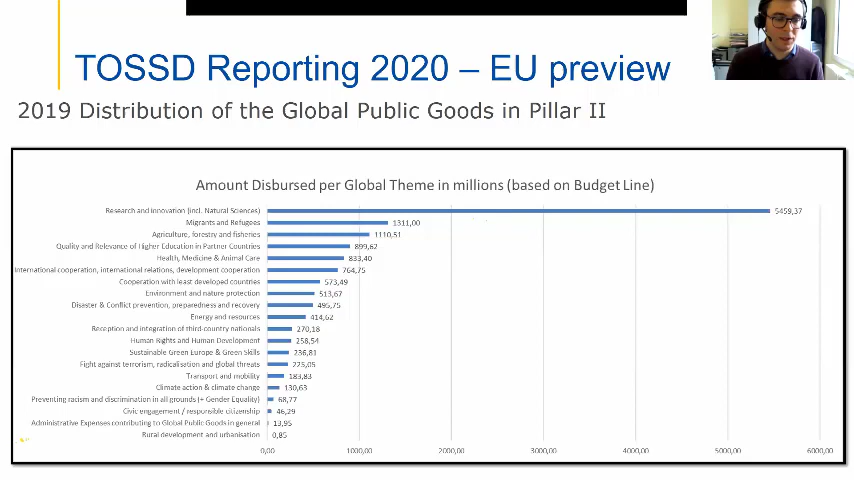 TOSSD Reporting 2020 – EU preview
2019 Distribution of the Global Public Goods in Pillar II
Amount Disbursed per Global Theme in millions (based on Budget Line)
Research and Innovation (incl. Natural Sciences) 5459,37
Migrants and Refugees 1311,00
Agriculture, forestry and fisheries 1110,51
Quality and Relevance of Higher Education in Partner Countries 899,62
Health, Medicine & Animal Care 833,40
International cooperation, international relations, development cooperation 764,75
Cooperation with least developed countries 573,49
Environment and nature protection 513,67
Disaster & Conflict prevention, preparedness and recovery 495,75
Energy and resources 414,62
Reception and integration of third-country nationals 270,18
Human Rights and Human Development 258,54
Sustainable Green Europe & Green Skills 236,81
Fight against terrorism, radicalisation and global threats 225,05
Transport and mobility 183,83
Climate action & climate change 130,63
Preventing racism and discrimination in all grounds (+ Gender Equality) 68,77
Civic engagement / responsible citizenship 46,29
Administrative Expenses contributing to Global Public Goods in general 13,95
Rural development and urbanisation 0,85
0,00 1000,00 2000,00 3000,00 4000,00 5000,00 6000,00